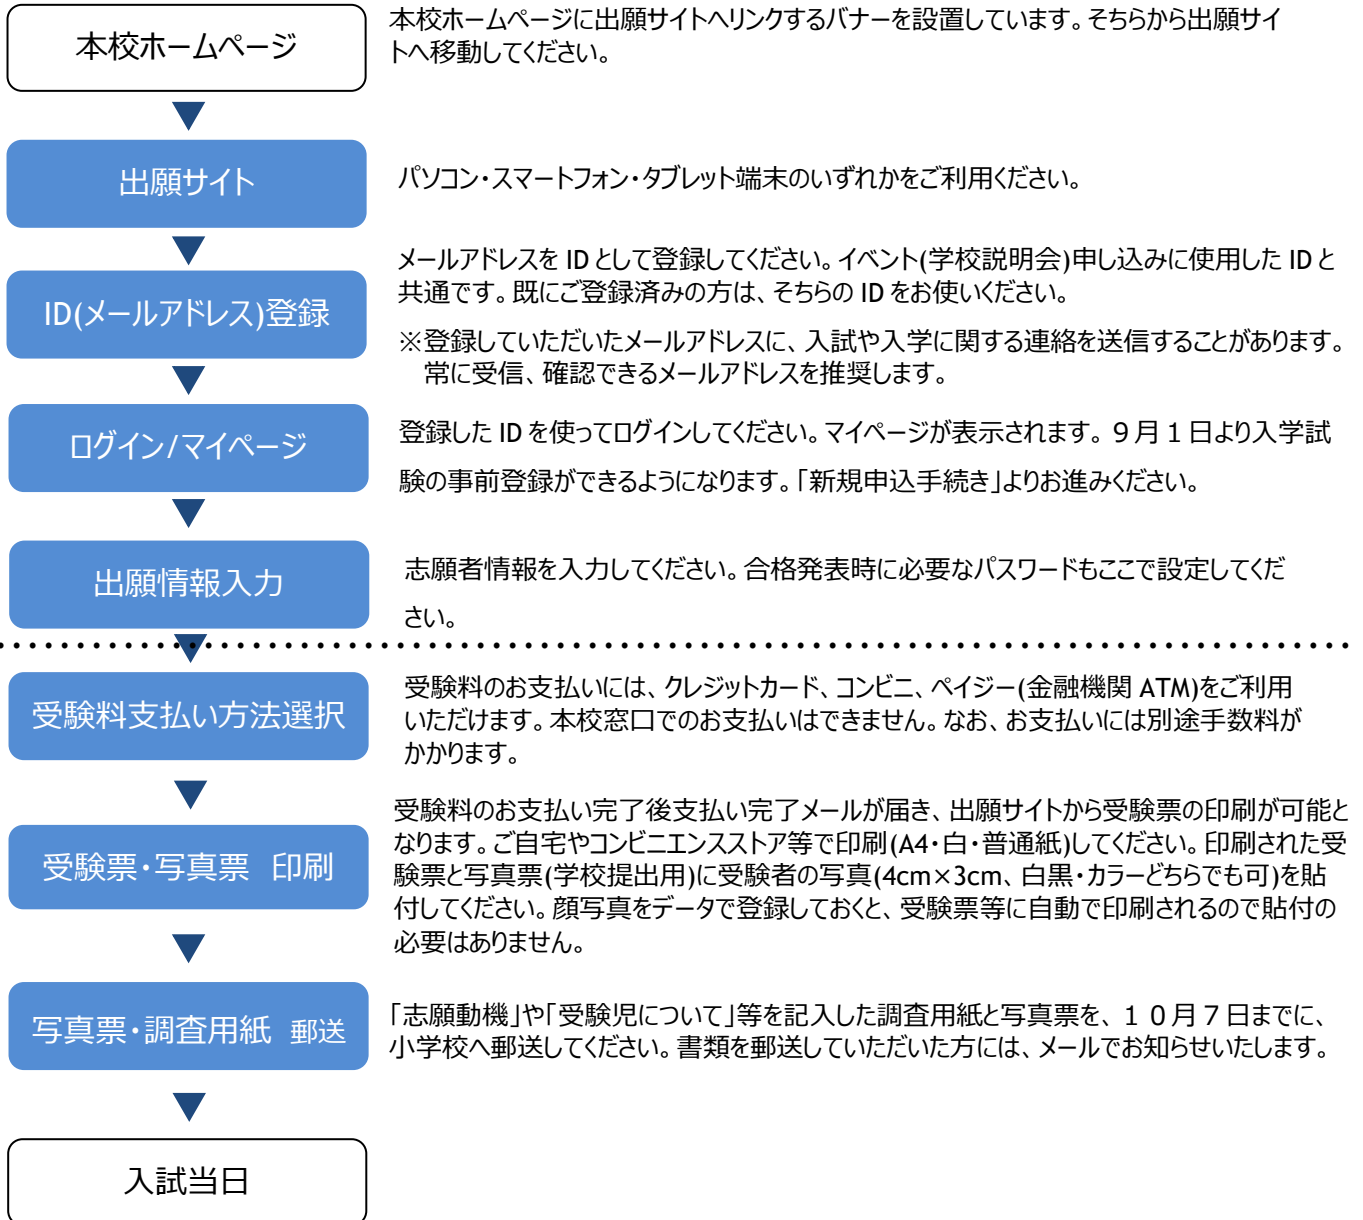 本校ホームページ
本校ホームページに出願サイトへリンクするバナーを設置しています。そちらから出願サイ
トへ移動してください。
出願サイト
パソコン・スマートフォン・タブレット端末のいずれかをご利用ください。
ID(メールアドレス)登録
メールアドレスを ID として登録してください。イベント(学校説明会)申し込みに使用した ID と
共通です。既にご登録済みの方は、そちらの ID をお使いください。
※登録していただいたメールアドレスに、入試や入学に関する連絡を送信することがあります。
常に受信、確認できるメールアドレスを推奨します。
ログイン/マイページ
登録した ID を使ってログインしてください。マイページが表示されます。９月１日より入学試
験の事前登録ができるようになります。「新規申込手続き」よりお進みください。
出願情報入力
志願者情報を入力してください。合格発表時に必要なパスワードもここで設定してくだ
さい。
受験料支払い方法選択
受験料のお支払いには、クレジットカード、コンビニ、ペイジー(金融機関 ATM)をご利用
いただけます。本校窓口でのお支払いはできません。なお、お支払いには別途手数料が
かかります。
受験票・写真票　印刷
受験料のお支払い完了後支払い完了メールが届き、出願サイトから受験票の印刷が可能と
なります。ご自宅やコンビニエンスストア等で印刷(A4・白・普通紙)してください。印刷された受
験票と写真票(学校提出用)に受験者の写真(4cm×3cm、白黒・カラーどちらでも可)を貼
付してください。顔写真をデータで登録しておくと、受験票等に自動で印刷されるので貼付の
必要はありません。
写真票・調査用紙　郵送
「志願動機」や「受験児について」等を記入した調査用紙と写真票を、１０月７日までに、
小学校へ郵送してください。書類を郵送していただいた方には、メールでお知らせいたします。
入試当日